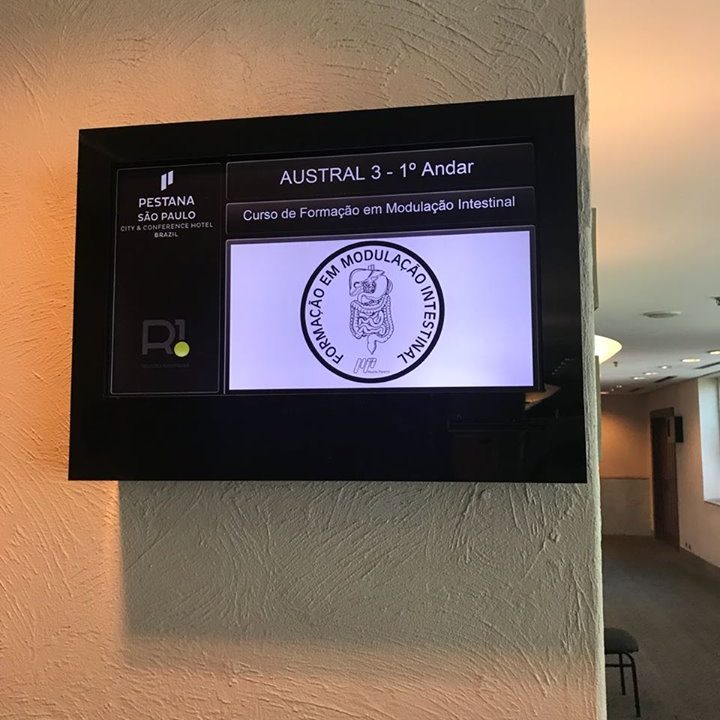 PESTANA
SÃO PAULO
CITY & CONFERENCE HOTEL
BRAZIL
R1
AUSTRAL 3 - 1º Andar
Curso de Formação em Modulação Intestinal
FORMAÇÃO EM MODULAÇÃO INTESTINAL